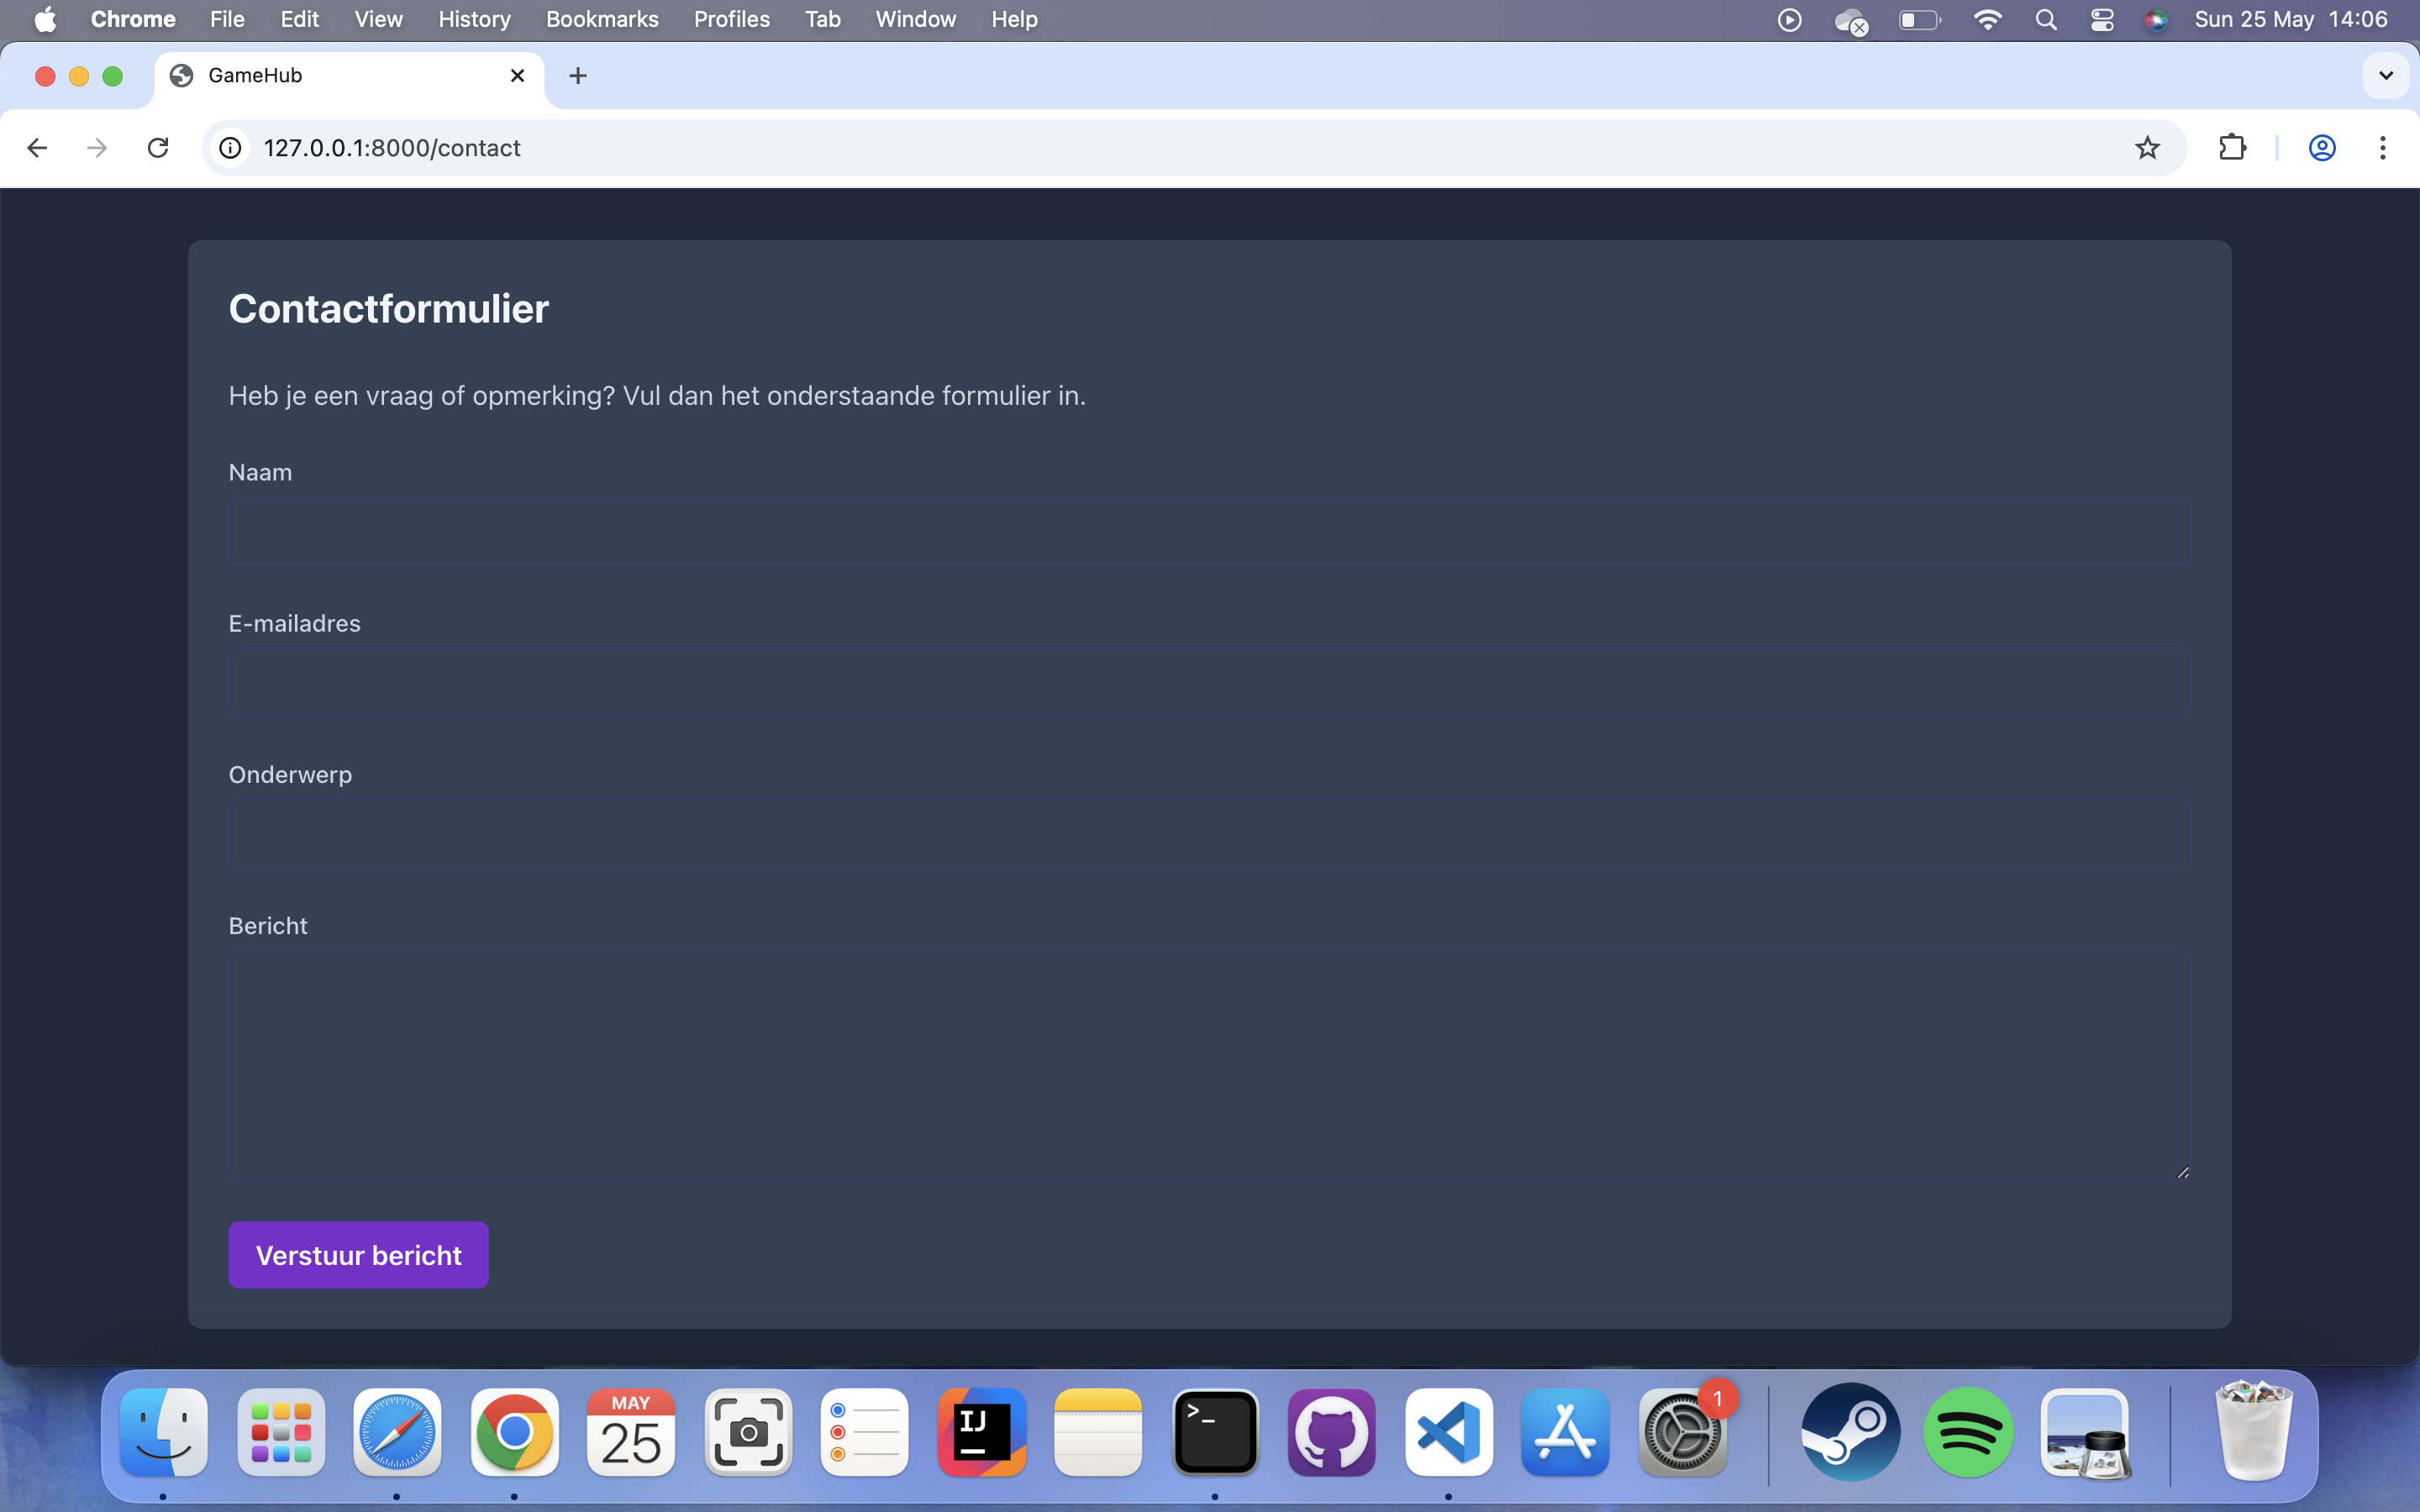 Chrome File Edit View History Bookmarks Profiles Tab Window Help Sun 25 May 14:06
GameHub
127.0.0.1:8000/contact
Contactformulier
Heb je een vraag of opmerking? Vul dan het onderstaande formulier in.
Naam
E-mailadres
Onderwerp
Bericht
Verstuur bericht
MAY
25
IJ
>_
1